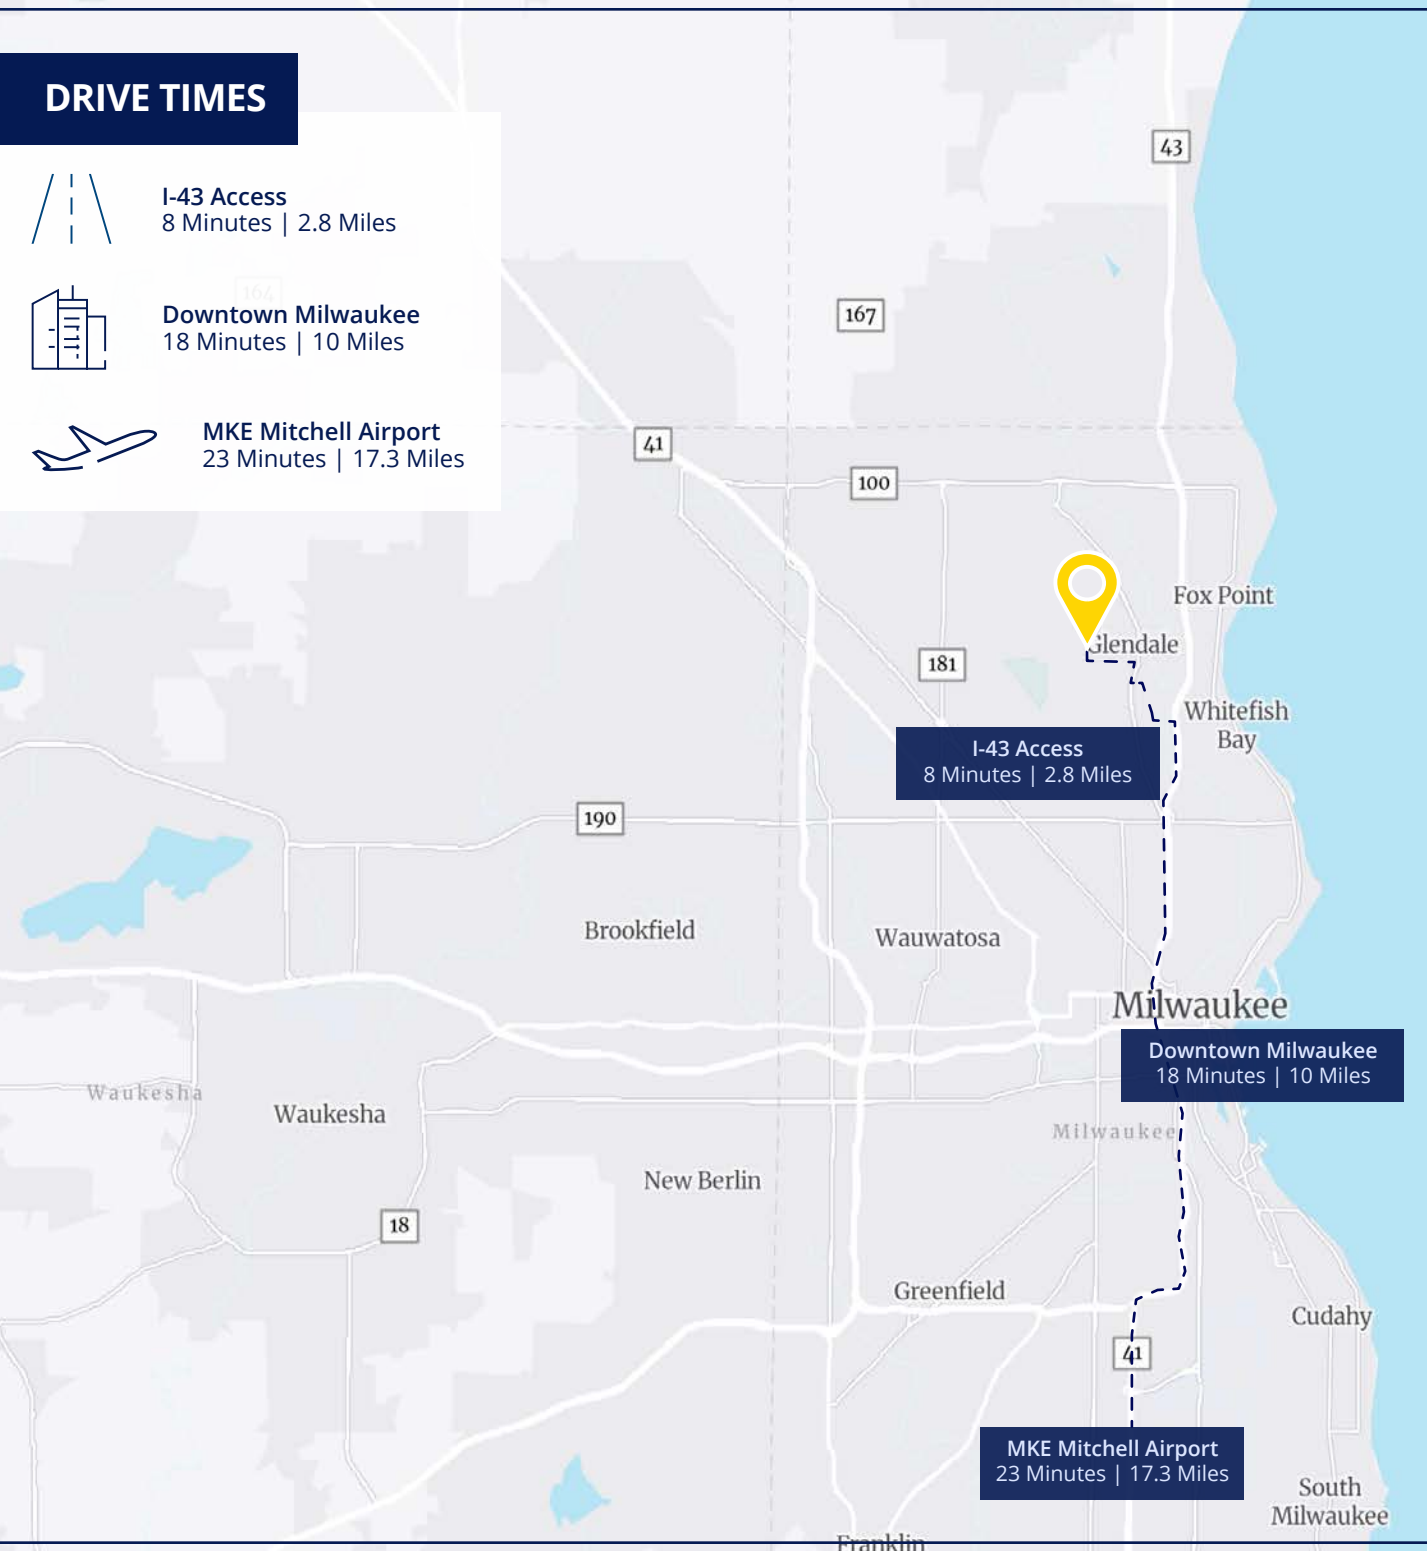 DRIVE TIMES
I-43 Access
8 Minutes | 2.8 Miles
164
Downtown Milwaukee
18 Minutes | 10 Miles
MKE Mitchell Airport
23 Minutes | 17.3 Miles
43
167
41
100
Fox Point
Glendale
181
Whitefish
Bay
I-43 Access
8 Minutes | 2.8 Miles
190
Brookfield
Wauwatosa
Milwaukee
Downtown Milwaukee
18 Minutes | 10 Miles
Waukesha
Waukesha
Milwaukee
New Berlin
18
Greenfield
Cudahy
41
MKE Mitchell Airport
23 Minutes | 17.3 Miles
South
Milwaukee
Franklin